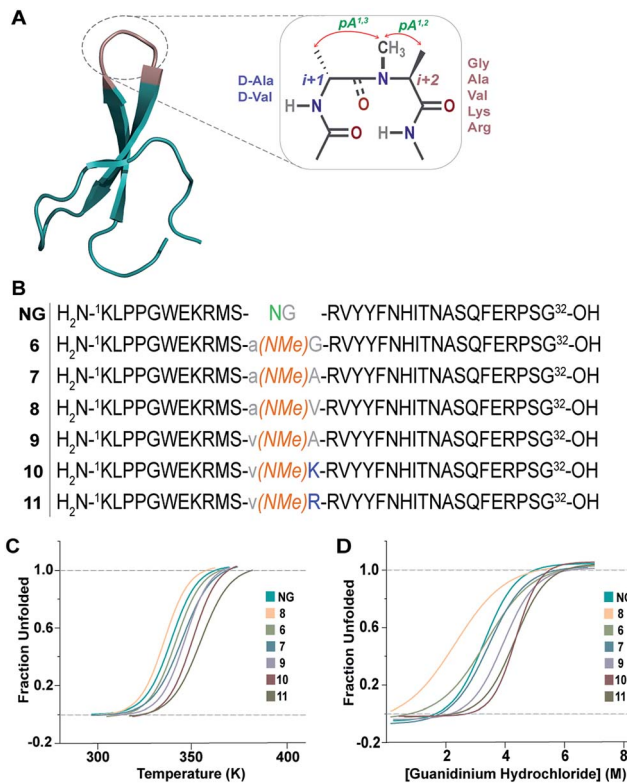 A
pA1,3 pA1,2
CH3
D-Ala
D-Val
i+1
N
i+2
O
H N
O
O
H N
Gly
Ala
Val
Lys
Arg
B
NG H2N-1KLPPGWEKRMS- NG -RVYYFNHITNASQFERPSG32-OH
6 H2N-1KLPPGWEKRMS-a(NMe)G-RVYYFNHITNASQFERPSG32-OH
7 H2N-1KLPPGWEKRMS-a(NMe)A-RVYYFNHITNASQFERPSG32-OH
8 H2N-1KLPPGWEKRMS-a(NMe)V-RVYYFNHITNASQFERPSG32-OH
9 H2N-1KLPPGWEKRMS-v(NMe)A-RVYYFNHITNASQFERPSG32-OH
10 H2N-1KLPPGWEKRMS-v(NMe)K-RVYYFNHITNASQFERPSG32-OH
11 H2N-1KLPPGWEKRMS-v(NMe)R-RVYYFNHITNASQFERPSG32-OH
C
Fraction Unfolded
1.0
0.6
0.2
-0.2
NG
8
6
7
9
10
11
300 350 400
Temperature (K)
D
Fraction Unfolded
1.0
0.6
0.2
-0.2
NG
8
6
7
9
10
11
2 4 6 8
[Guanidinium Hydrochloride] (M)